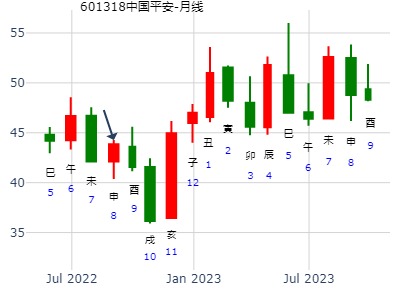 601318中国平安-月线
55
50
45
40
35
巳
5
午
6
未
7
申
8
酉
9
戌
10
亥
11
子
12
丑
1
寅
2
卯
3
辰
4
巳
5
午
6
未
7
申
8
酉
9
Jul 2022
Jan 2023
Jul 2023